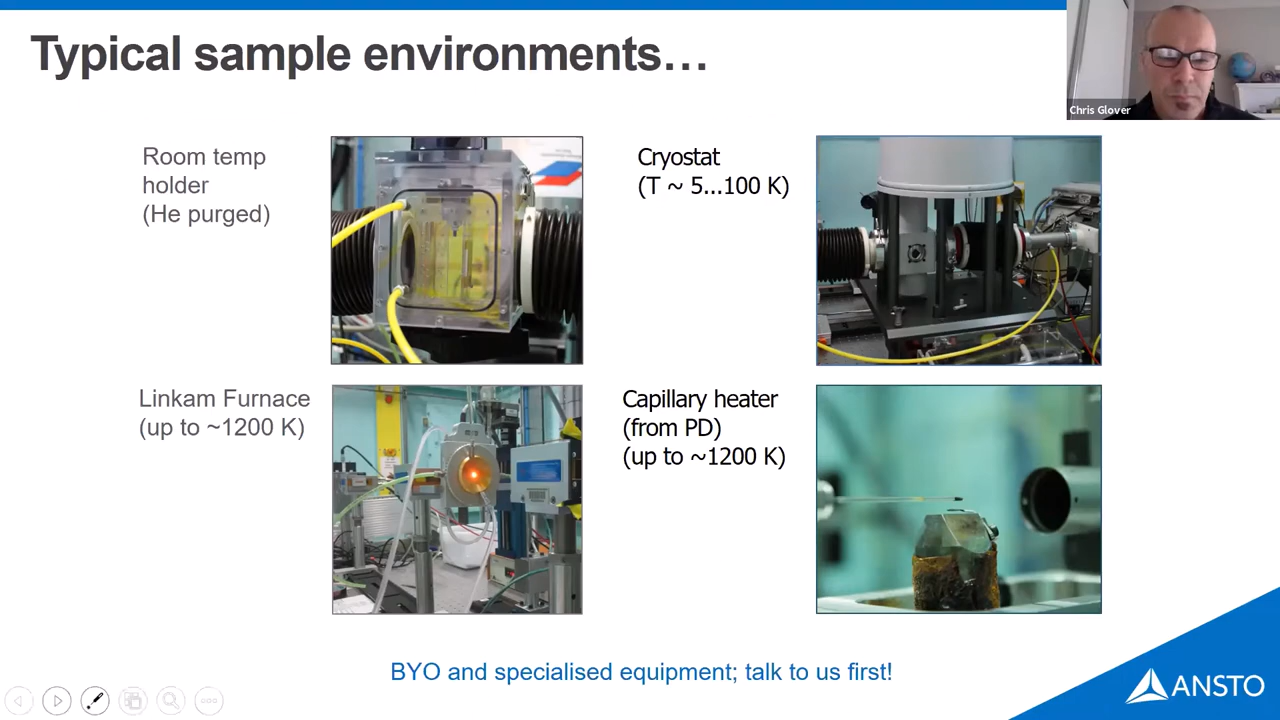 Typical sample environments…
Chris Glover
Room temp
holder
(He purged)
Cryostat
(T ~ 5...100 K)
Linkam Furnace
(up to ~1200 K)
Capillary heater
(from PD)
(up to ~1200 K)
BYO and specialised equipment; talk to us first!
ANSTO